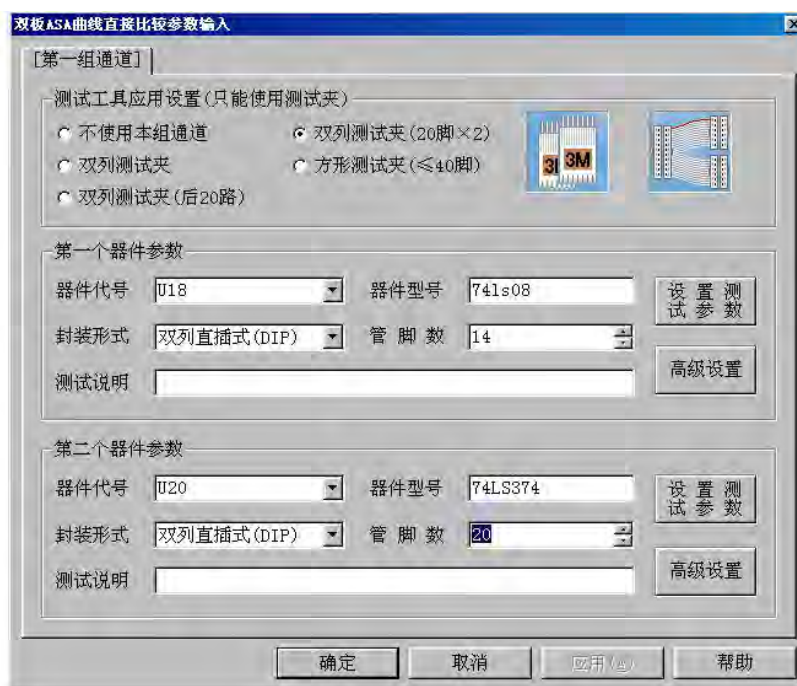 双板ASA曲线直接比较参数输入
[第一组通道]
测试工具应用设置(只能使用测试夹)
不使用本组通道 双列测试夹(20脚×2)
双列测试夹 方形测试夹(≤40脚)
双列测试夹(后20路)
3M
第一个器件参数
器件代号 U18 器件型号 74ls08 设置测试参数
封装形式 双列直插式(DIP) 管脚数 14
测试说明 高级设置
第二个器件参数
器件代号 U20 器件型号 74LS374 设置测试参数
封装形式 双列直插式(DIP) 管脚数 20
测试说明 高级设置
确定 取消 应用(A) 帮助